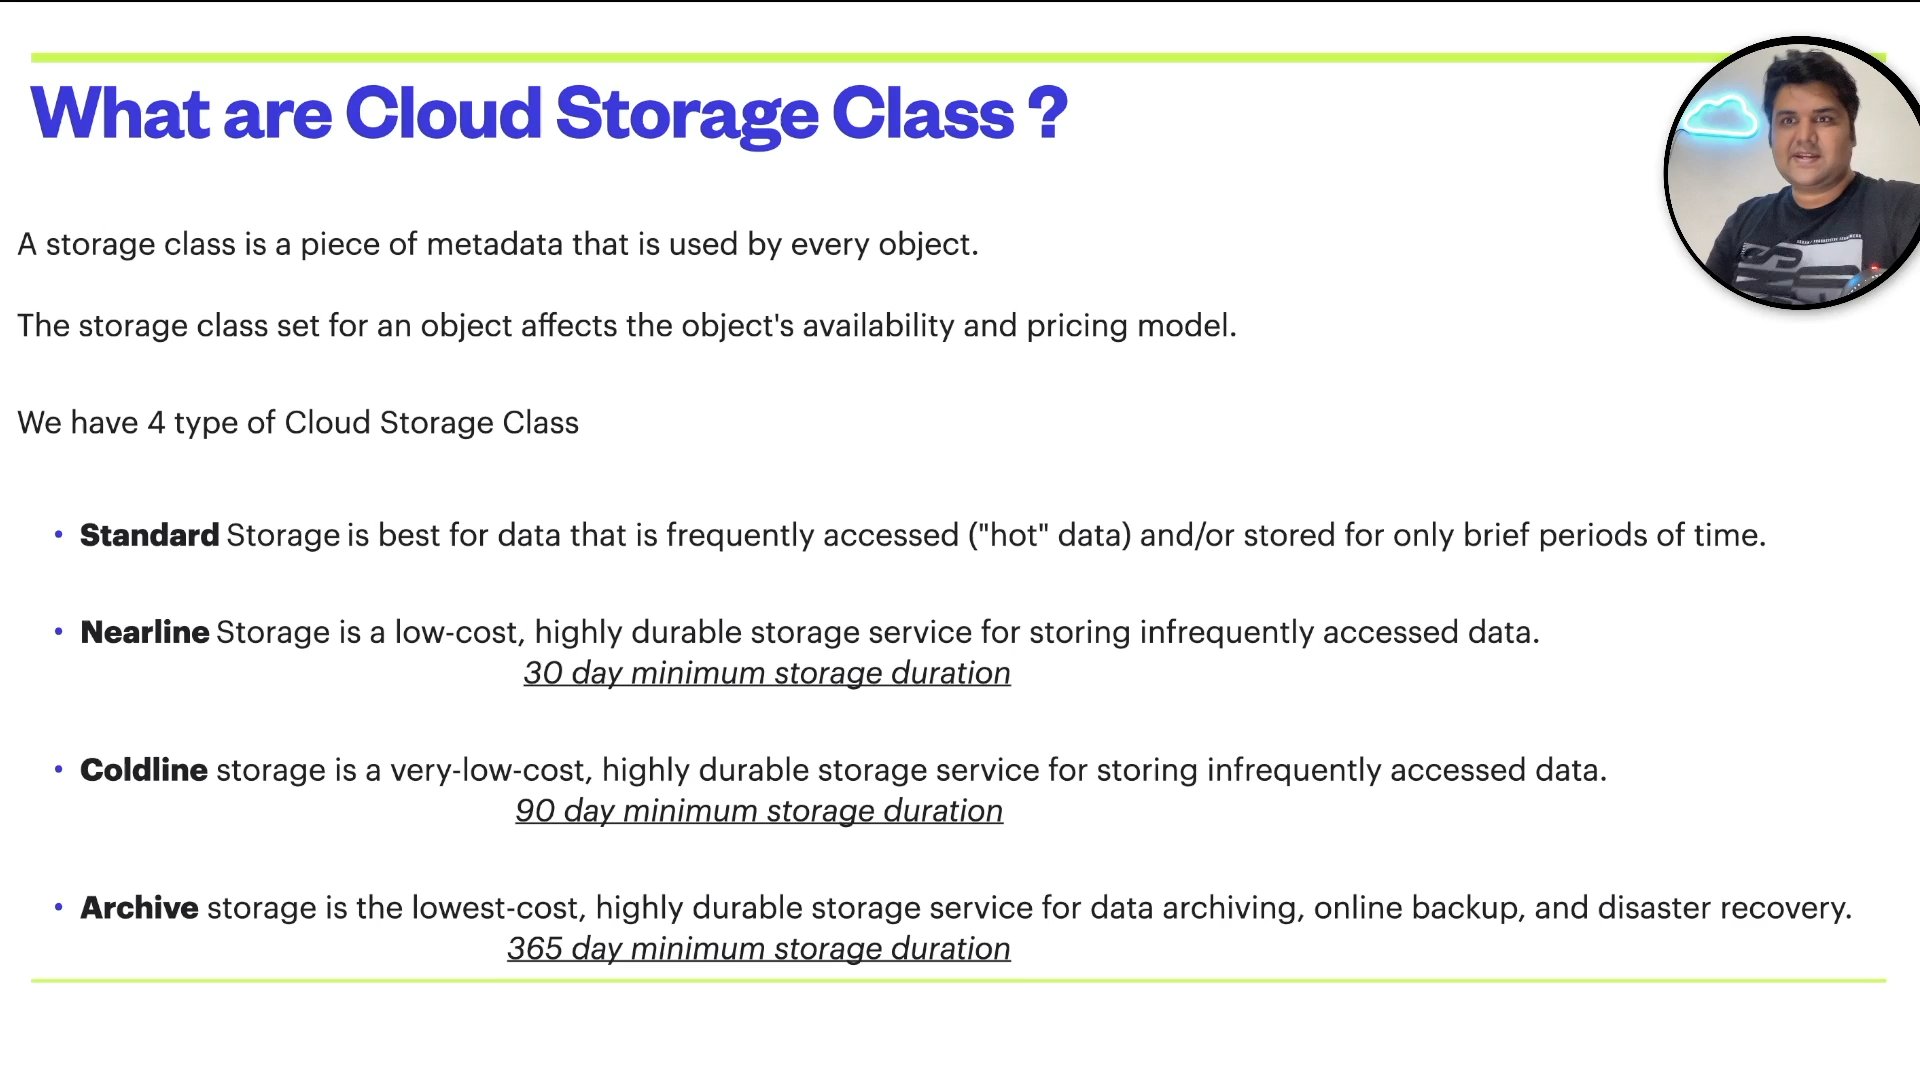 What are Cloud Storage Class ?
A storage class is a piece of metadata that is used by every object.
The storage class set for an object affects the object's availability and pricing model.
We have 4 type of Cloud Storage Class
• Standard Storage is best for data that is frequently accessed ("hot" data) and/or stored for only brief periods of time.
• Nearline Storage is a low-cost, highly durable storage service for storing infrequently accessed data.
30 day minimum storage duration
• Coldline storage is a very-low-cost, highly durable storage service for storing infrequently accessed data.
90 day minimum storage duration
• Archive storage is the lowest-cost, highly durable storage service for data archiving, online backup, and disaster recovery.
365 day minimum storage duration